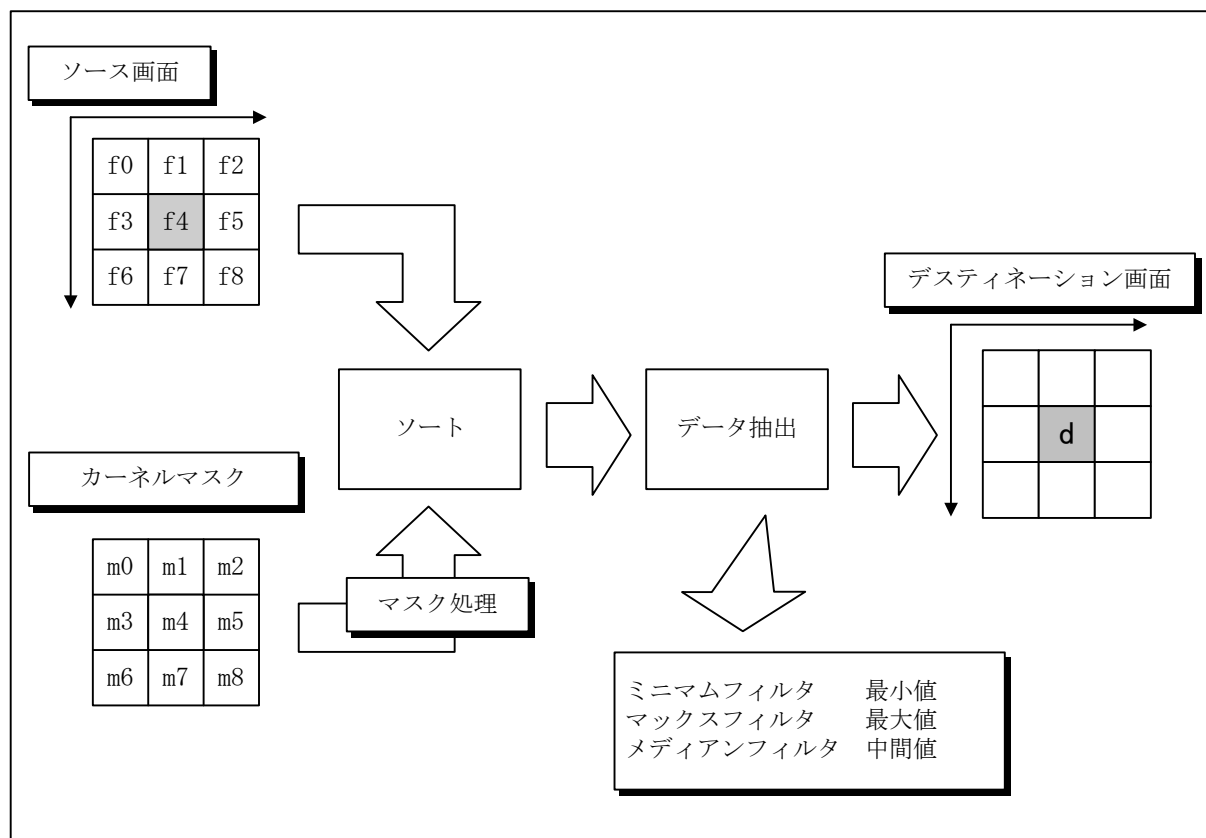 ソース画面
f0 f1 f2
f3 f4 f5
f6 f7 f8
デスティネーション画面
d
ソート
データ抽出
カーネルマスク
m0 m1 m2
m3 m4 m5
m6 m7 m8
マスク処理
ミニマムフィルタ 最小値
マックスフィルタ 最大値
メディアンフィルタ 中間値